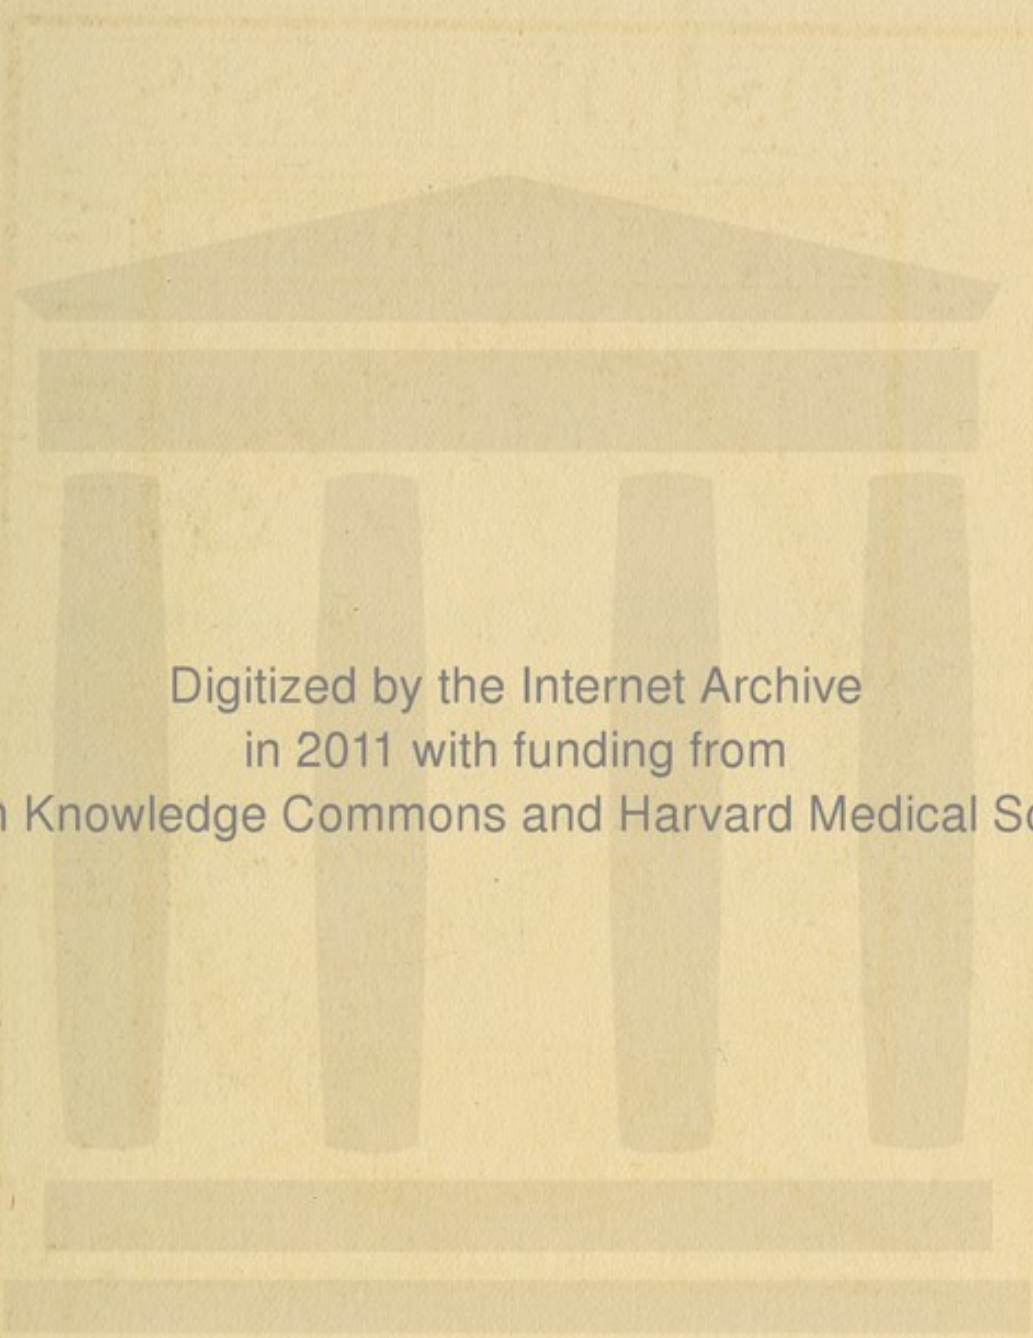 Digitized by the Internet Archive
in 2011 with funding from
Knowledge Commons and Harvard Medical